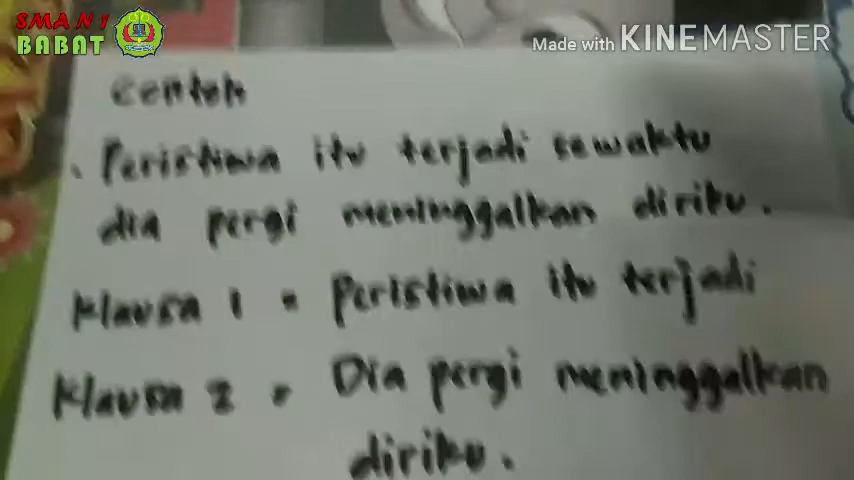 SMAN 1
BABAT
Made with KINEMASTER
Contoh
. Peristiwa itu terjadi sewaktu
dia pergi meninggalkan diriku.
Klausa 1 = Peristiwa itu terjadi
Klausa 2 = Dia pergi meninggalkan
diriku.